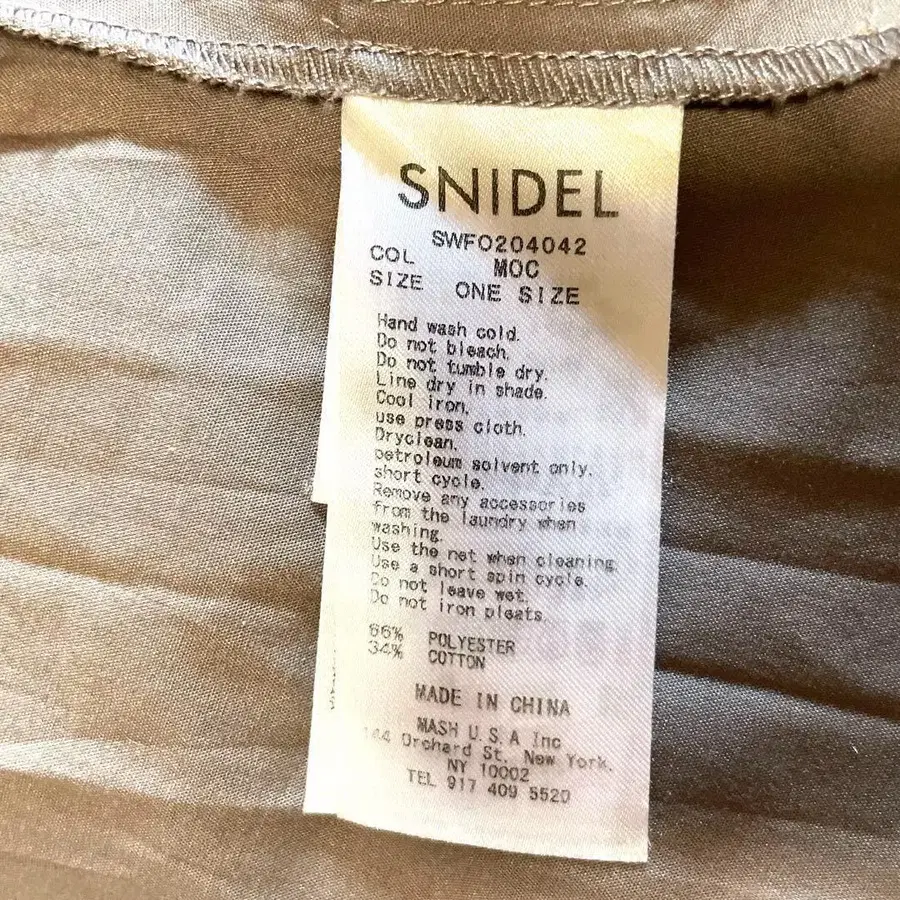 SNIDEL
SWFO204042
COL MOC
SIZE ONE SIZE
Hand wash cold.
Do not bleach.
Do not tumble dry.
Line dry in shade.
Cool iron.
use press cloth.
Dryclean.
petroleum solvent only.
short cycle.
Remove any accessories
from the laundry when
washing.
Use the net when cleaning.
Use a short spin cycle.
Do not leave wet.
Do not iron pleats.
66% POLYESTER
34% COTTON
MADE IN CHINA
MASH U.S.A Inc
144 Orchard St. New York.
NY 10002
TEL 917 409 5520